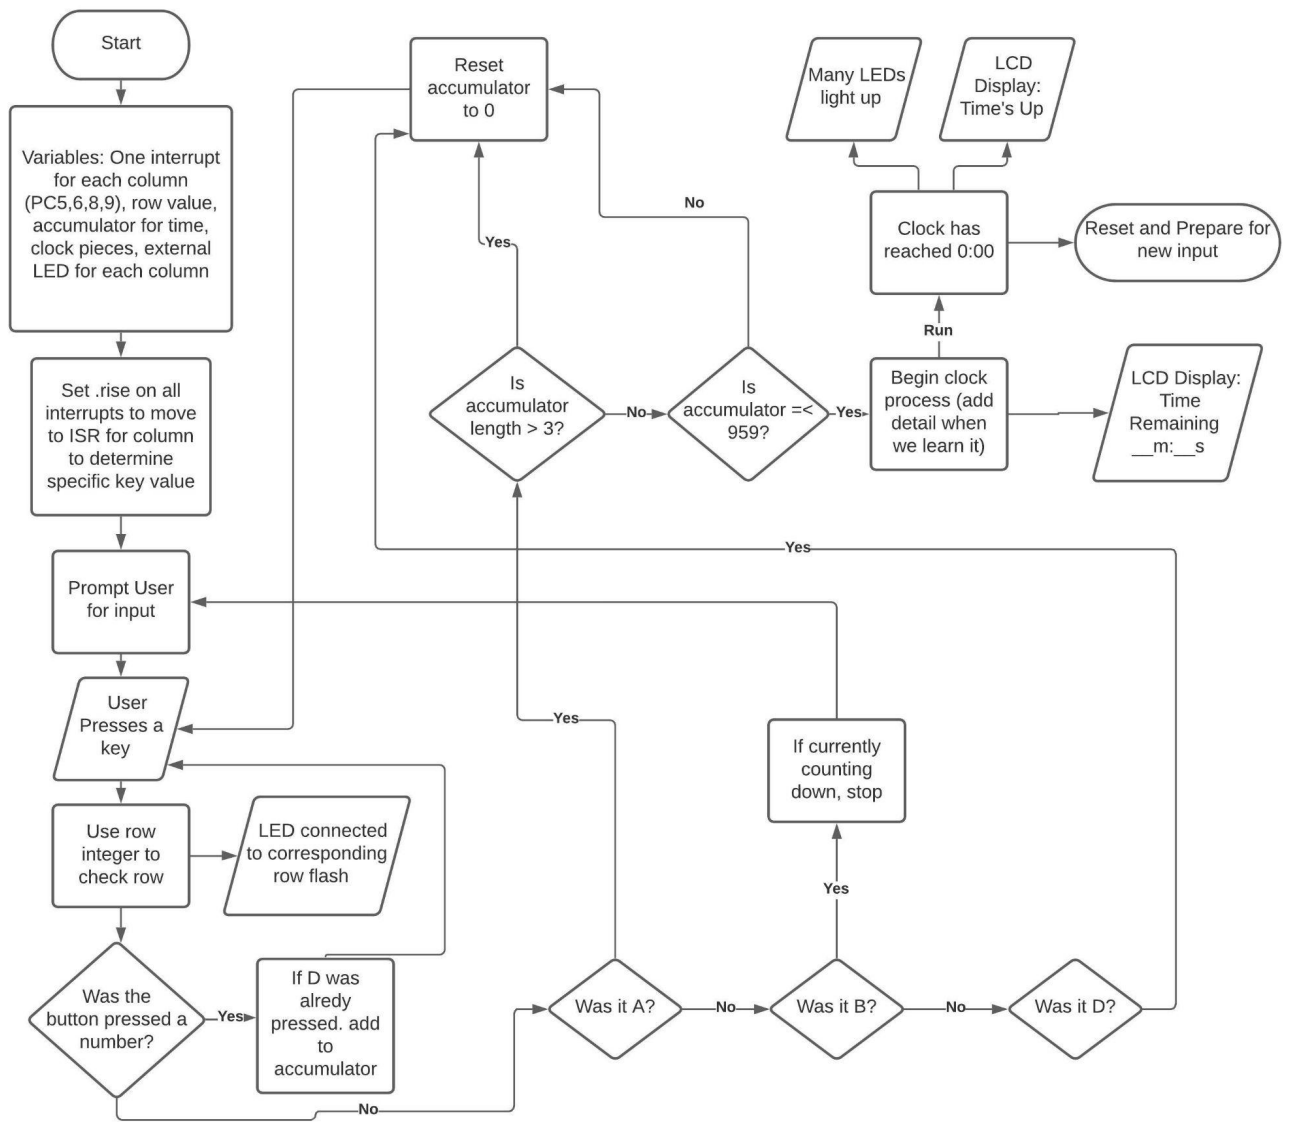 Start
Variables: One interrupt
for each column
(PC5,6,8,9), row value,
accumulator for time,
clock pieces, external
LED for each column
Set .rise on all
interrupts to move
to ISR for column
to determine
specific key value
Prompt User
for input
User
Presses a
key
Use row
integer to
check row
LED connected
to corresponding
row flash
Was the
button pressed a
number?
Yes
If D was
alredy
pressed. add
to
accumulator
No
Was it A?
No
Was it B?
No
Was it D?
Yes
Yes
If currently
counting
down, stop
Yes
Is
accumulator
length > 3?
Yes
No
Is
accumulator =<
959?
No
Yes
Reset
accumulator
to 0
Begin clock
process (add
detail when
we learn it)
LCD Display:
Time
Remaining
__m:__s
Run
Clock has
reached 0:00
Many LEDs
light up
LCD
Display:
Time's Up
Reset and Prepare for
new input